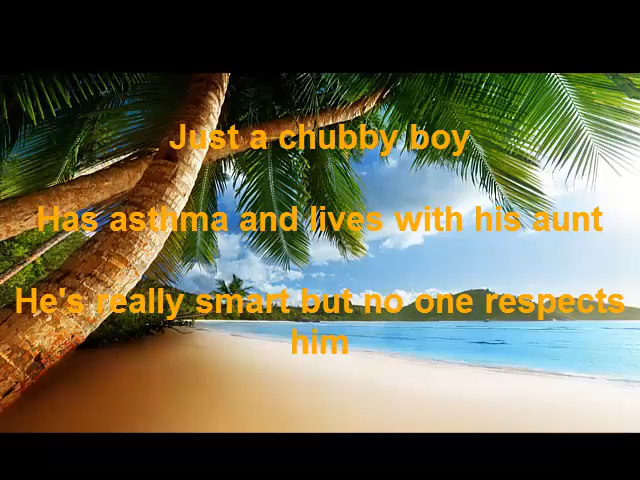 Just a chubby boy
Has asthma and lives with his aunt
He's really smart but no one respects
him